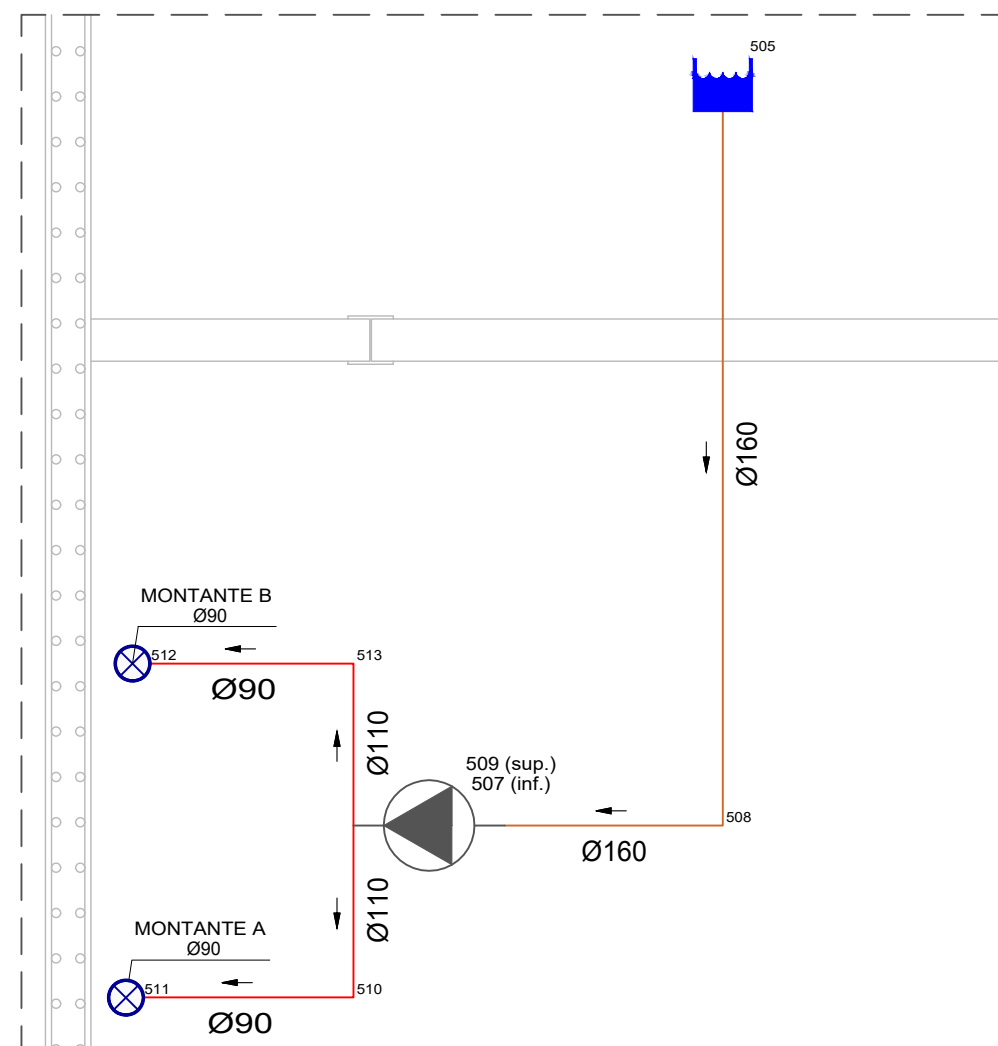 505
Ø160
MONTANTE B
Ø90
512
513
Ø90
Ø110
509 (sup.)
507 (inf.)
508
Ø160
Ø110
MONTANTE A
Ø90
511
510
Ø90